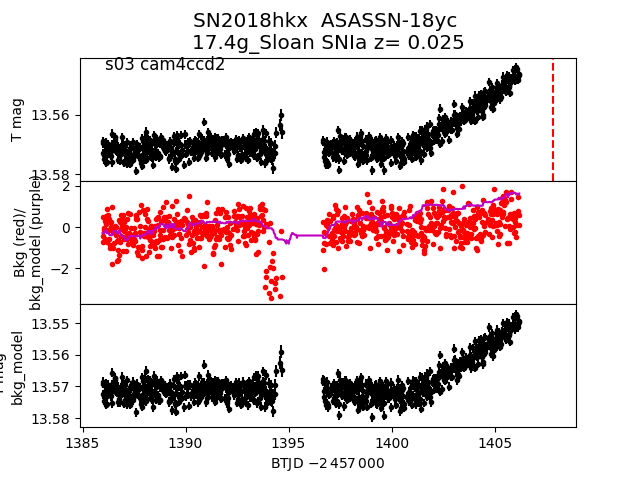 SN2018hkx ASASSN-18yc
17.4g_Sloan SNIa z= 0.025
s03 cam4ccd2
T mag
13.56
13.58
Bkg (red)/
bkg_model (purple)
2
0
−2
bkg_model
13.55
13.56
13.57
13.58
1385
1390
1395
1400
1405
BTJD −2 457 000